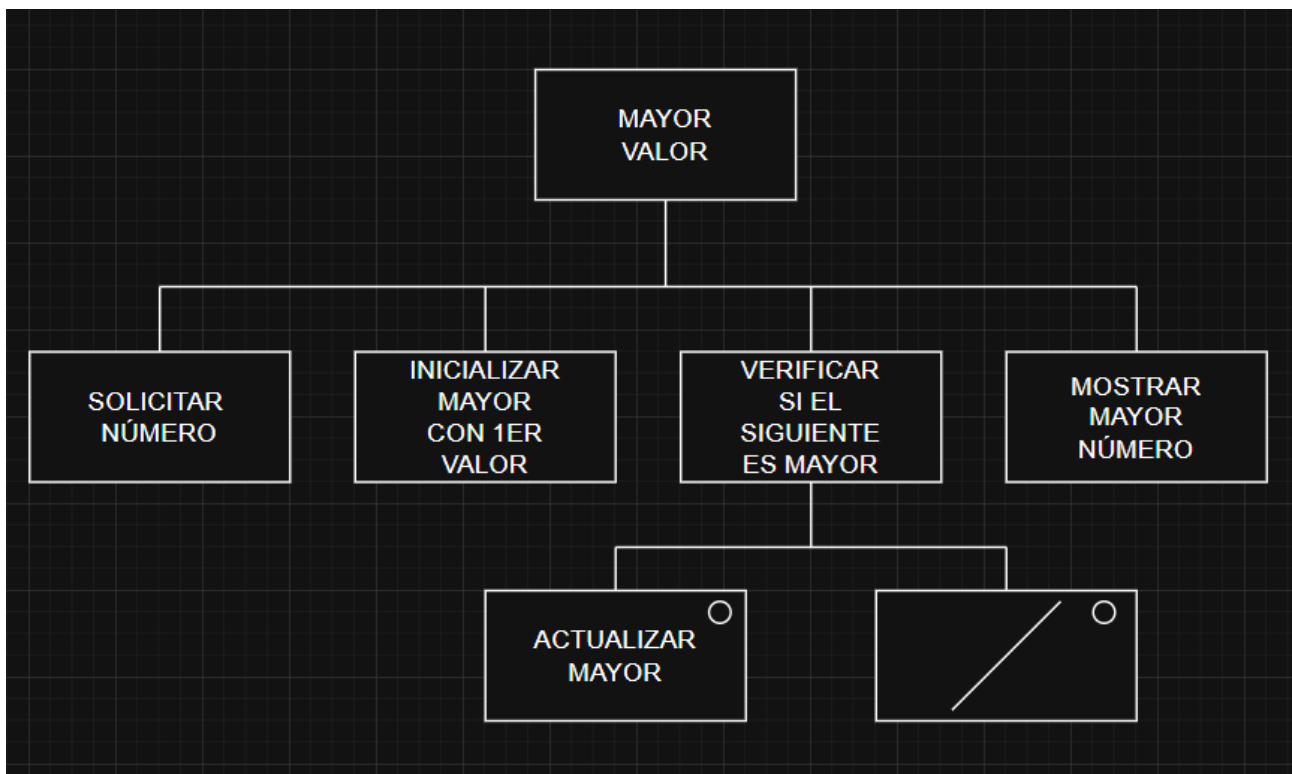 MAYOR
VALOR
SOLICITAR
NÚMERO
INICIALIZAR
MAYOR
CON 1ER
VALOR
VERIFICAR
SI EL
SIGUIENTE
ES MAYOR
MOSTRAR
MAYOR
NÚMERO
ACTUALIZAR
MAYOR